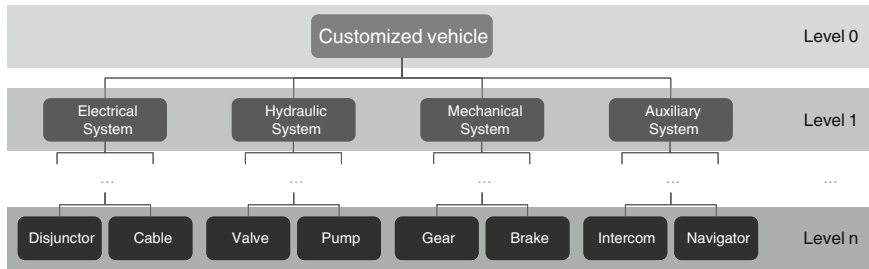 Customized vehicle
Level 0
Electrical
System
Hydraulic
System
Mechanical
System
Auxiliary
System
Level 1
...
...
...
...
...
Disjunctor
Cable
Valve
Pump
Gear
Brake
Intercom
Navigator
Level n